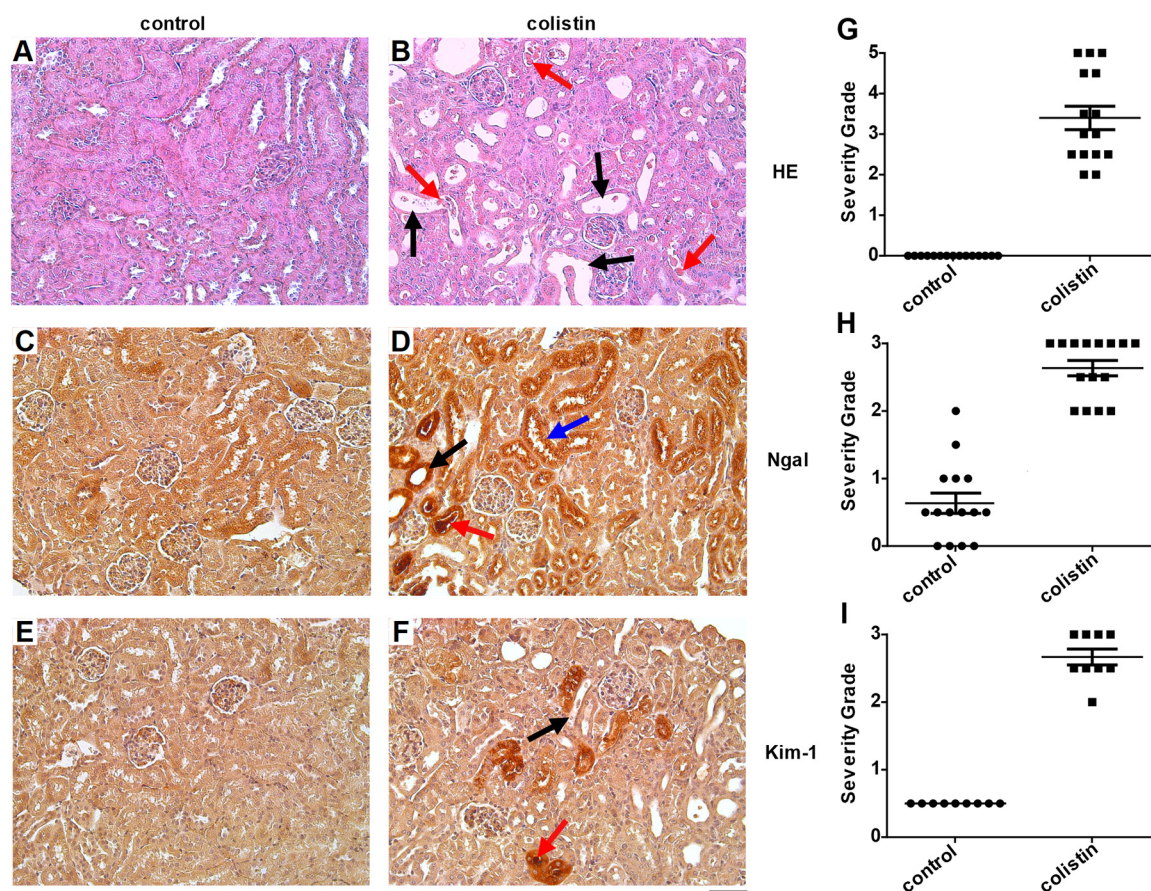 control
colistin
A
B
HE
C
D
Ngal
E
F
Kim-1
G
Severity Grade
5
4
3
2
1
0
control
colistin
H
Severity Grade
3
2
1
0
control
colistin
I
Severity Grade
3
2
1
0
control
colistin